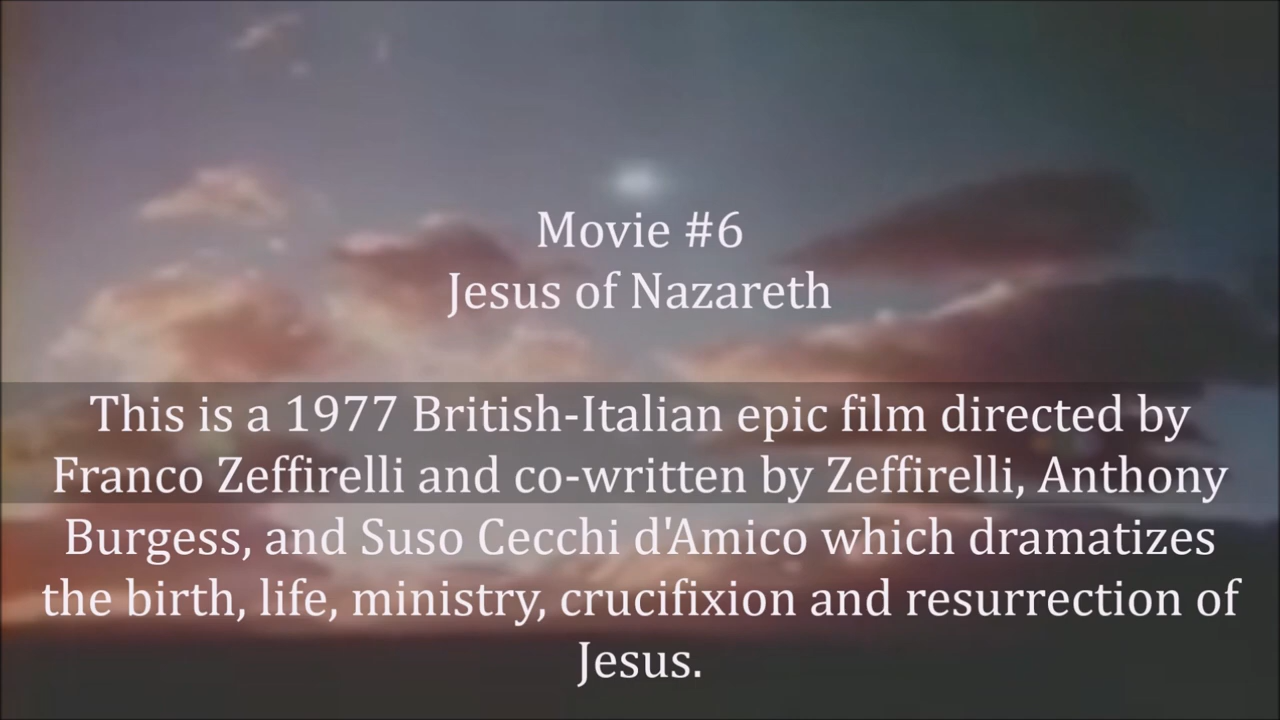 Movie #6
Jesus of Nazareth
This is a 1977 British-Italian epic film directed by
Franco Zeffirelli and co-written by Zeffirelli, Anthony
Burgess, and Suso Cecchi d'Amico which dramatizes
the birth, life, ministry, crucifixion and resurrection of
Jesus.